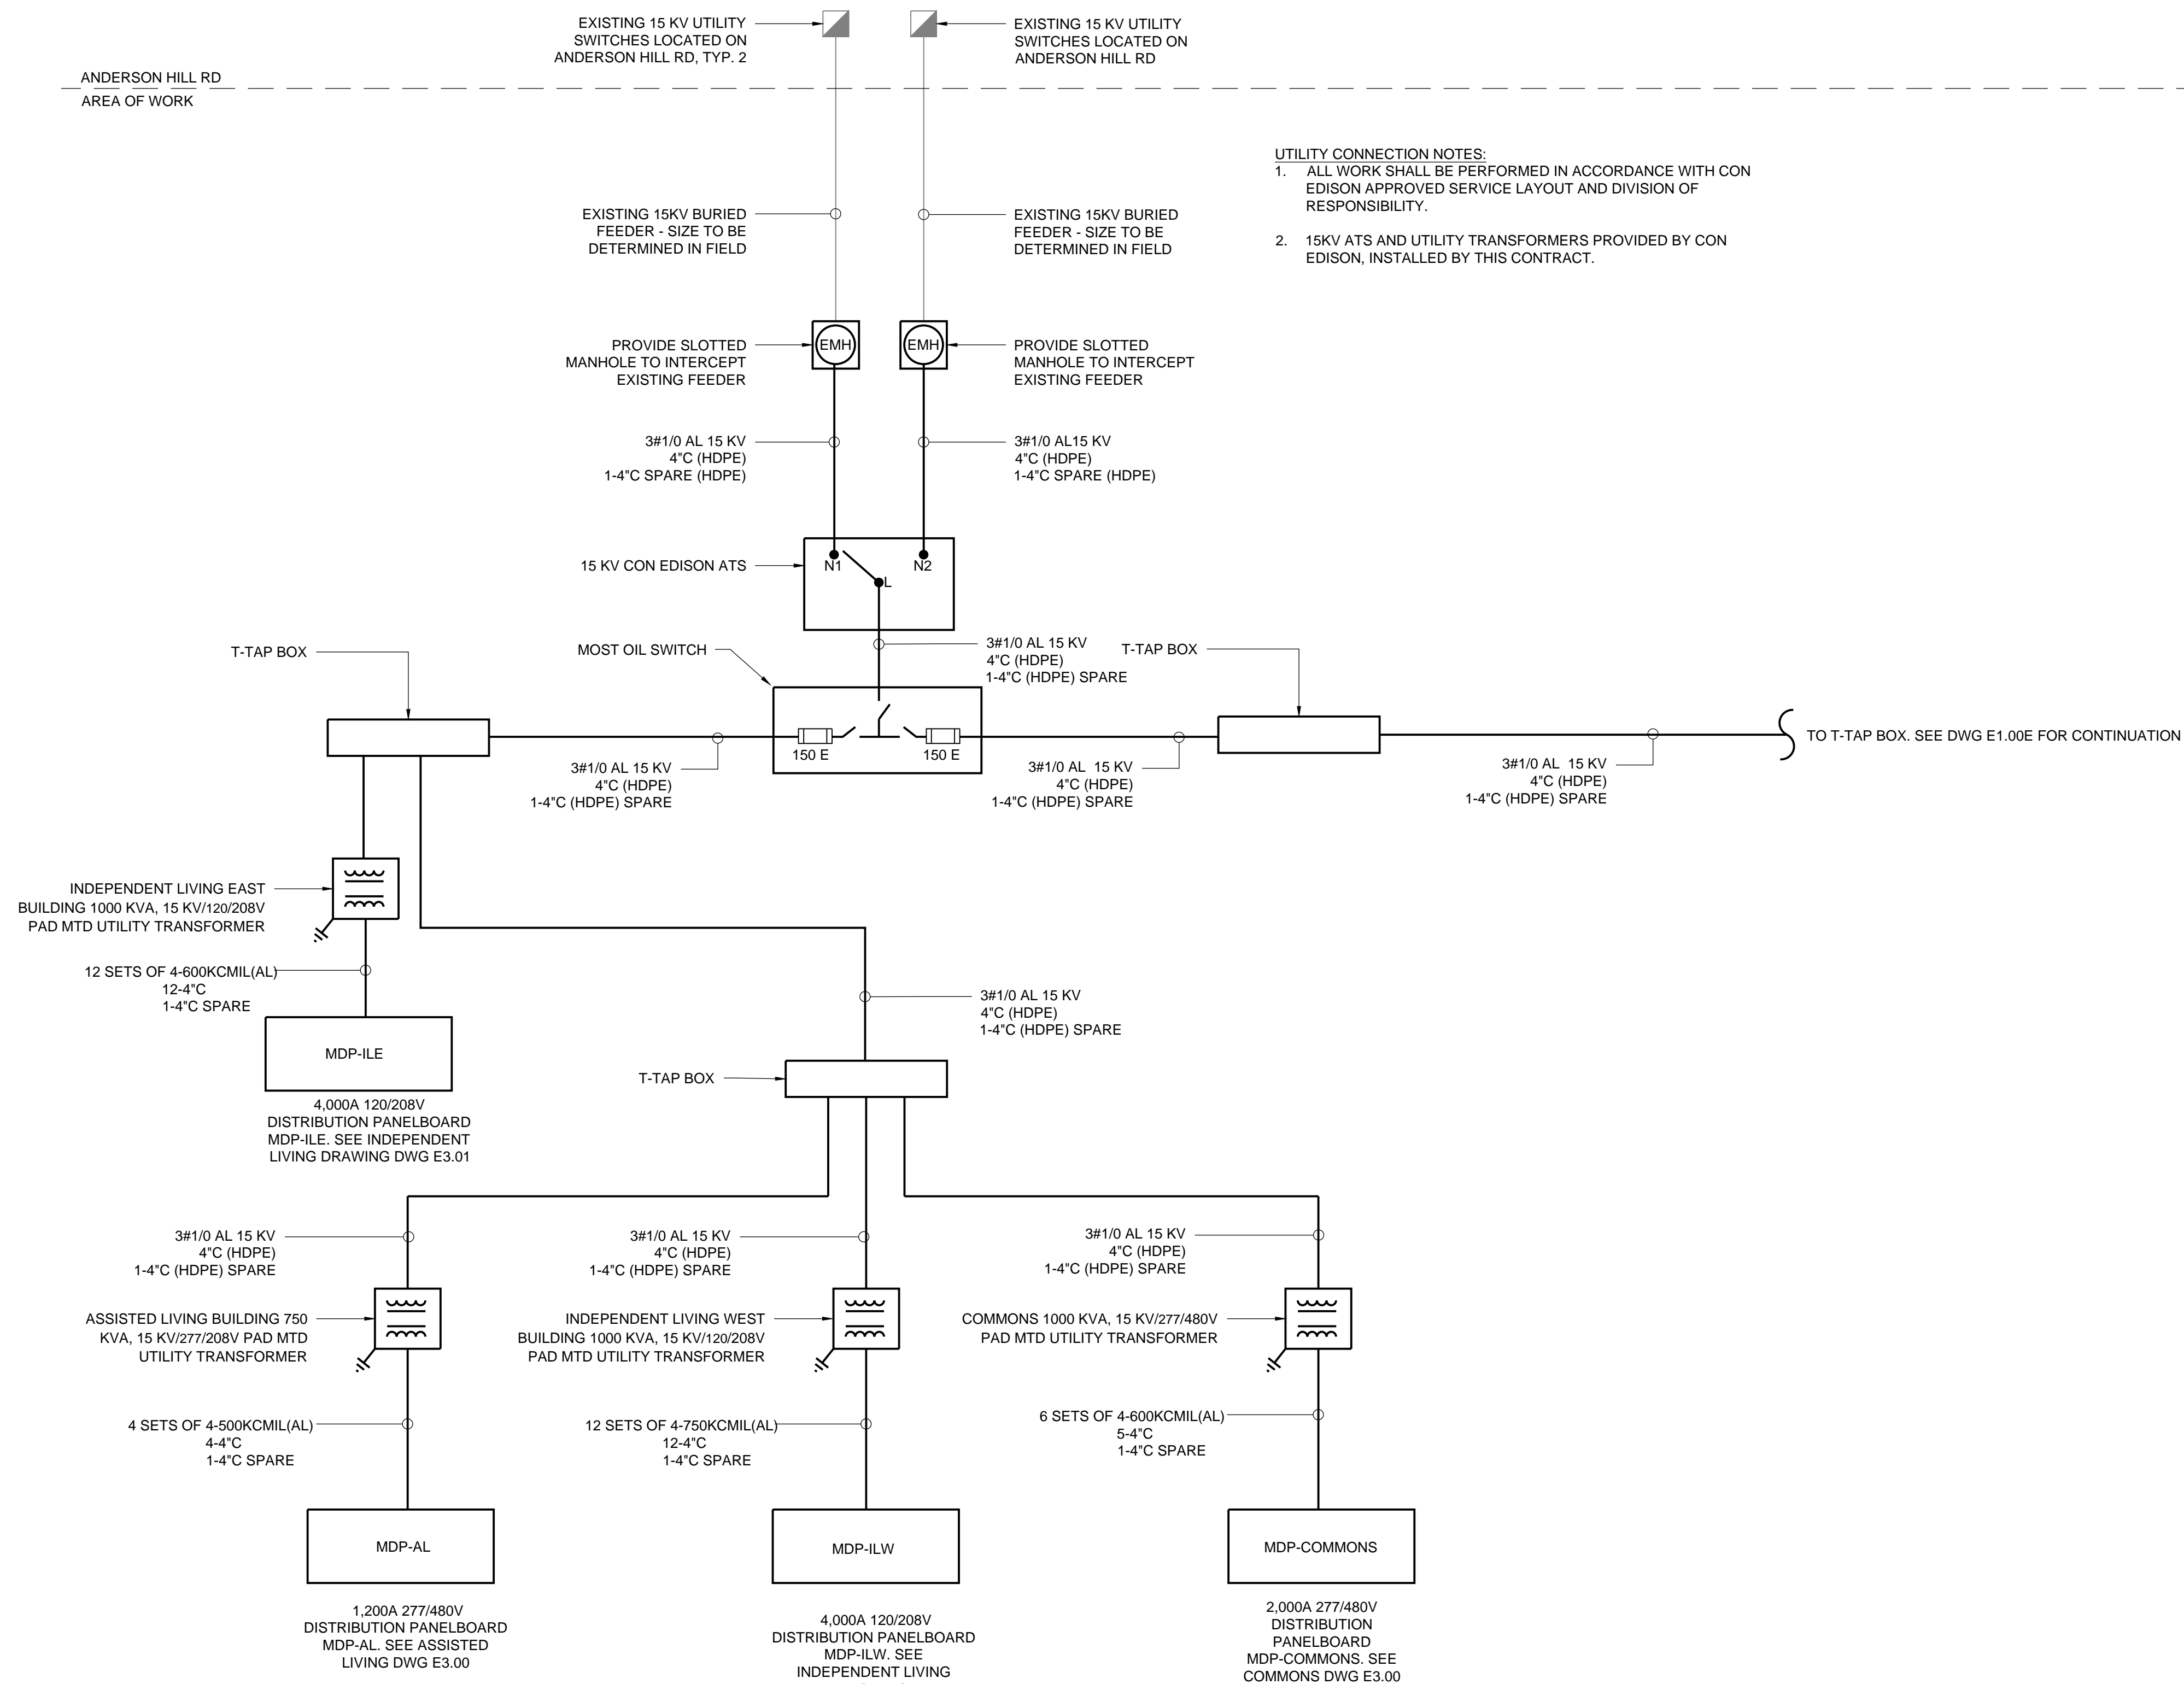 EXISTING 15 KV UTILITY
SWITCHES LOCATED ON
ANDERSON HILL RD, TYP. 2
EXISTING 15 KV UTILITY
SWITCHES LOCATED ON
ANDERSON HILL RD
ANDERSON HILL RD
AREA OF WORK
UTILITY CONNECTION NOTES:
1. ALL WORK SHALL BE PERFORMED IN ACCORDANCE WITH CON
EDISON APPROVED SERVICE LAYOUT AND DIVISION OF
RESPONSIBILITY.
2. 15KV ATS AND UTILITY TRANSFORMERS PROVIDED BY CON
EDISON, INSTALLED BY THIS CONTRACT.
EXISTING 15KV BURIED
FEEDER - SIZE TO BE
DETERMINED IN FIELD
EXISTING 15KV BURIED
FEEDER - SIZE TO BE
DETERMINED IN FIELD
PROVIDE SLOTTED
MANHOLE TO INTERCEPT
EXISTING FEEDER
EMH
EMH
PROVIDE SLOTTED
MANHOLE TO INTERCEPT
EXISTING FEEDER
3#1/0 AL 15 KV
4"C (HDPE)
1-4"C SPARE (HDPE)
3#1/0 AL15 KV
4"C (HDPE)
1-4"C SPARE (HDPE)
15 KV CON EDISON ATS
N1
N2
L
T-TAP BOX
MOST OIL SWITCH
3#1/0 AL 15 KV
4"C (HDPE)
1-4"C (HDPE) SPARE
T-TAP BOX
150 E
150 E
TO T-TAP BOX. SEE DWG E1.00E FOR CONTINUATION
3#1/0 AL 15 KV
4"C (HDPE)
1-4"C (HDPE) SPARE
3#1/0 AL  15 KV
4"C (HDPE)
1-4"C (HDPE) SPARE
3#1/0 AL  15 KV
4"C (HDPE)
1-4"C (HDPE) SPARE
INDEPENDENT LIVING EAST
BUILDING 1000 KVA, 15 KV/120/208V
PAD MTD UTILITY TRANSFORMER
12 SETS OF 4-600KCMIL(AL)
12-4"C
1-4"C SPARE
MDP-ILE
4,000A 120/208V
DISTRIBUTION PANELBOARD
MDP-ILE. SEE INDEPENDENT
LIVING DRAWING DWG E3.01
3#1/0 AL 15 KV
4"C (HDPE)
1-4"C (HDPE) SPARE
T-TAP BOX
3#1/0 AL 15 KV
4"C (HDPE)
1-4"C (HDPE) SPARE
3#1/0 AL 15 KV
4"C (HDPE)
1-4"C (HDPE) SPARE
3#1/0 AL 15 KV
4"C (HDPE)
1-4"C (HDPE) SPARE
ASSISTED LIVING BUILDING 750
KVA, 15 KV/277/208V PAD MTD
UTILITY TRANSFORMER
INDEPENDENT LIVING WEST
BUILDING 1000 KVA, 15 KV/120/208V
PAD MTD UTILITY TRANSFORMER
COMMONS 1000 KVA, 15 KV/277/480V
PAD MTD UTILITY TRANSFORMER
4 SETS OF 4-500KCMIL(AL)
4-4"C
1-4"C SPARE
12 SETS OF 4-750KCMIL(AL)
12-4"C
1-4"C SPARE
6 SETS OF 4-600KCMIL(AL)
5-4"C
1-4"C SPARE
MDP-AL
MDP-ILW
MDP-COMMONS
1,200A 277/480V
DISTRIBUTION PANELBOARD
MDP-AL. SEE ASSISTED
LIVING DWG E3.00
4,000A 120/208V
DISTRIBUTION PANELBOARD
MDP-ILW. SEE
INDEPENDENT LIVING
2,000A 277/480V
DISTRIBUTION
PANELBOARD
MDP-COMMONS. SEE
COMMONS DWG E3.00